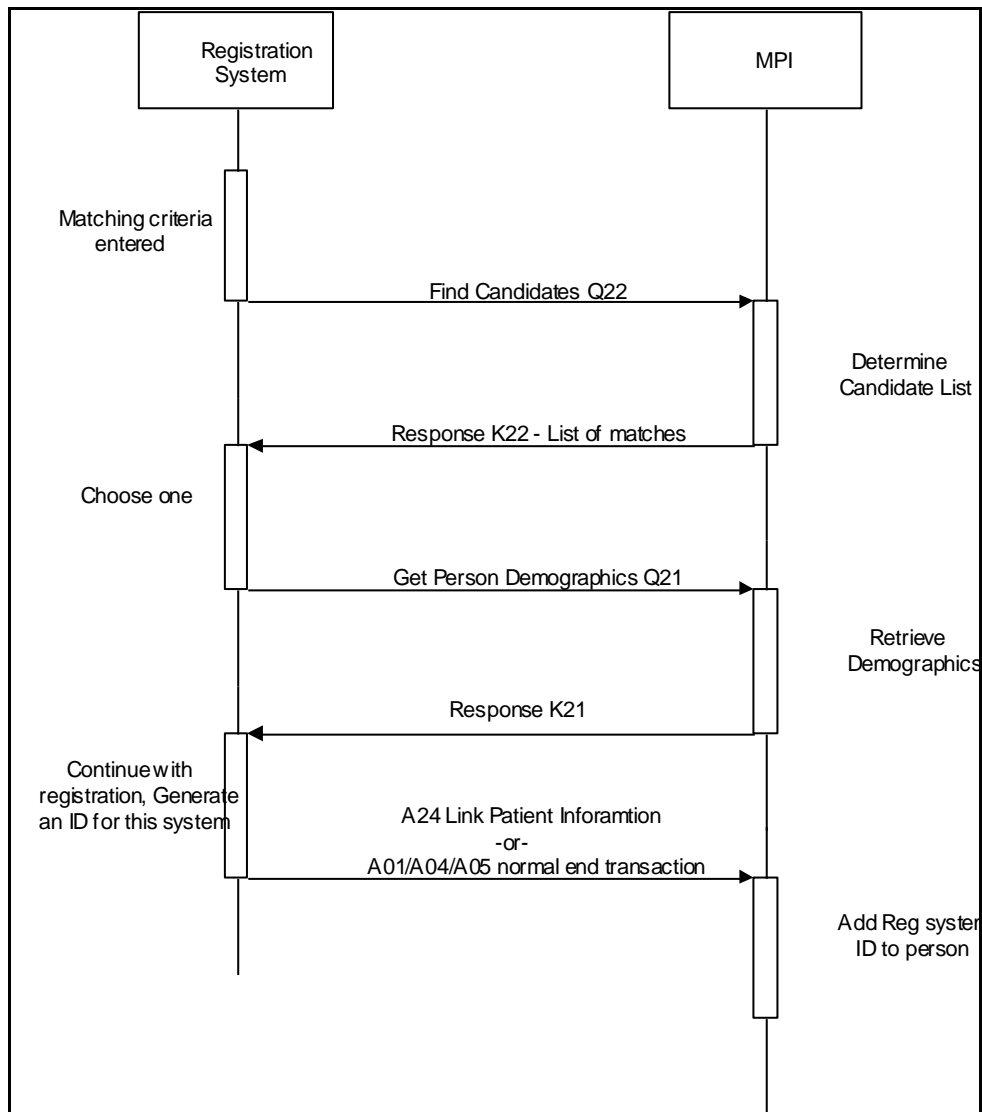 Registration
System
MPI
Matching criteria
entered
Find Candidates Q22
Determine
Candidate List
Response K22 - List of matches
Choose one
Get Person Demographics Q21
Retrieve
Demographics
Response K21
Continue with
registration, Generate
an ID for this system
A24 Link Patient Inforamtion
-or-
A01/A04/A05 normal end transaction
Add Reg syster
ID to person